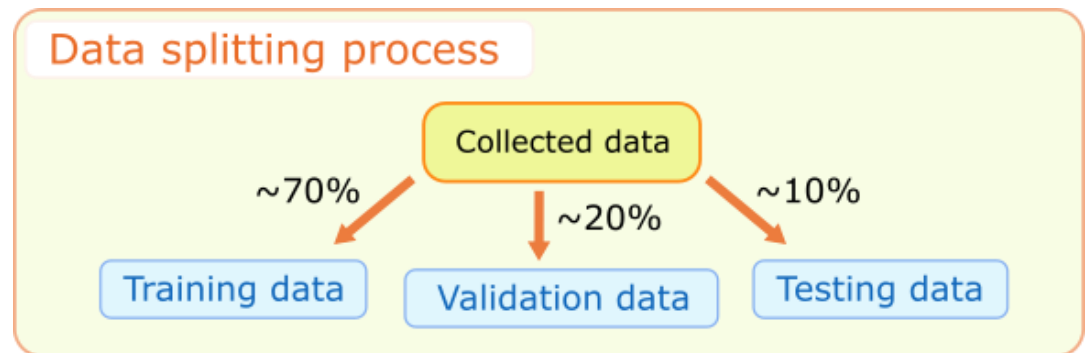 Data splitting process
Collected data
~70%
~20%
~10%
Training data
Validation data
Testing data